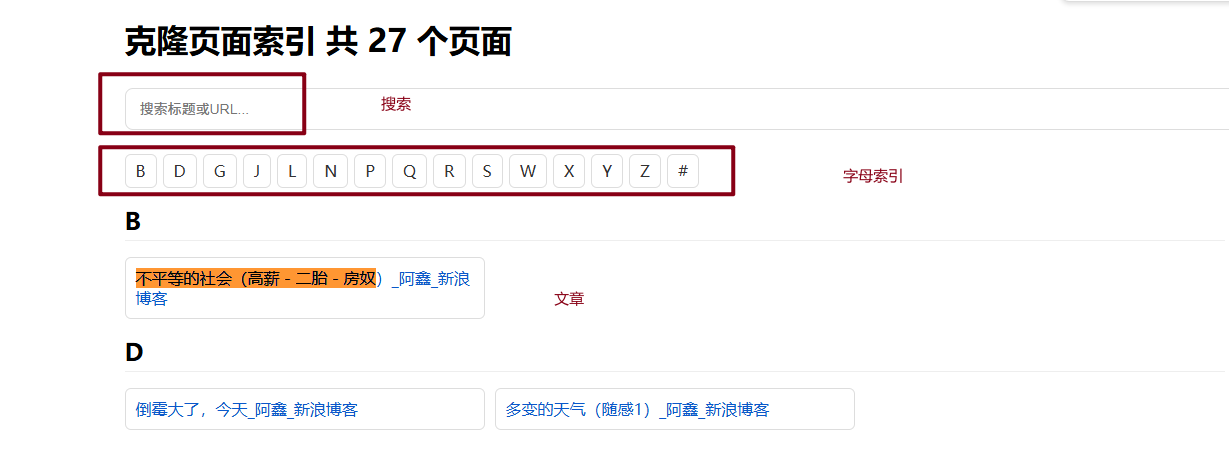 克隆页面索引 共 27 个页面
搜索标题或URL...
搜索
B D G J L N P Q R S W X Y Z #
字母索引
B
不平等的社会（高薪 - 二胎 - 房奴）_阿鑫_新浪
博客
文章
D
倒霉大了，今天_阿鑫_新浪博客
多变的天气（随感1）_阿鑫_新浪博客